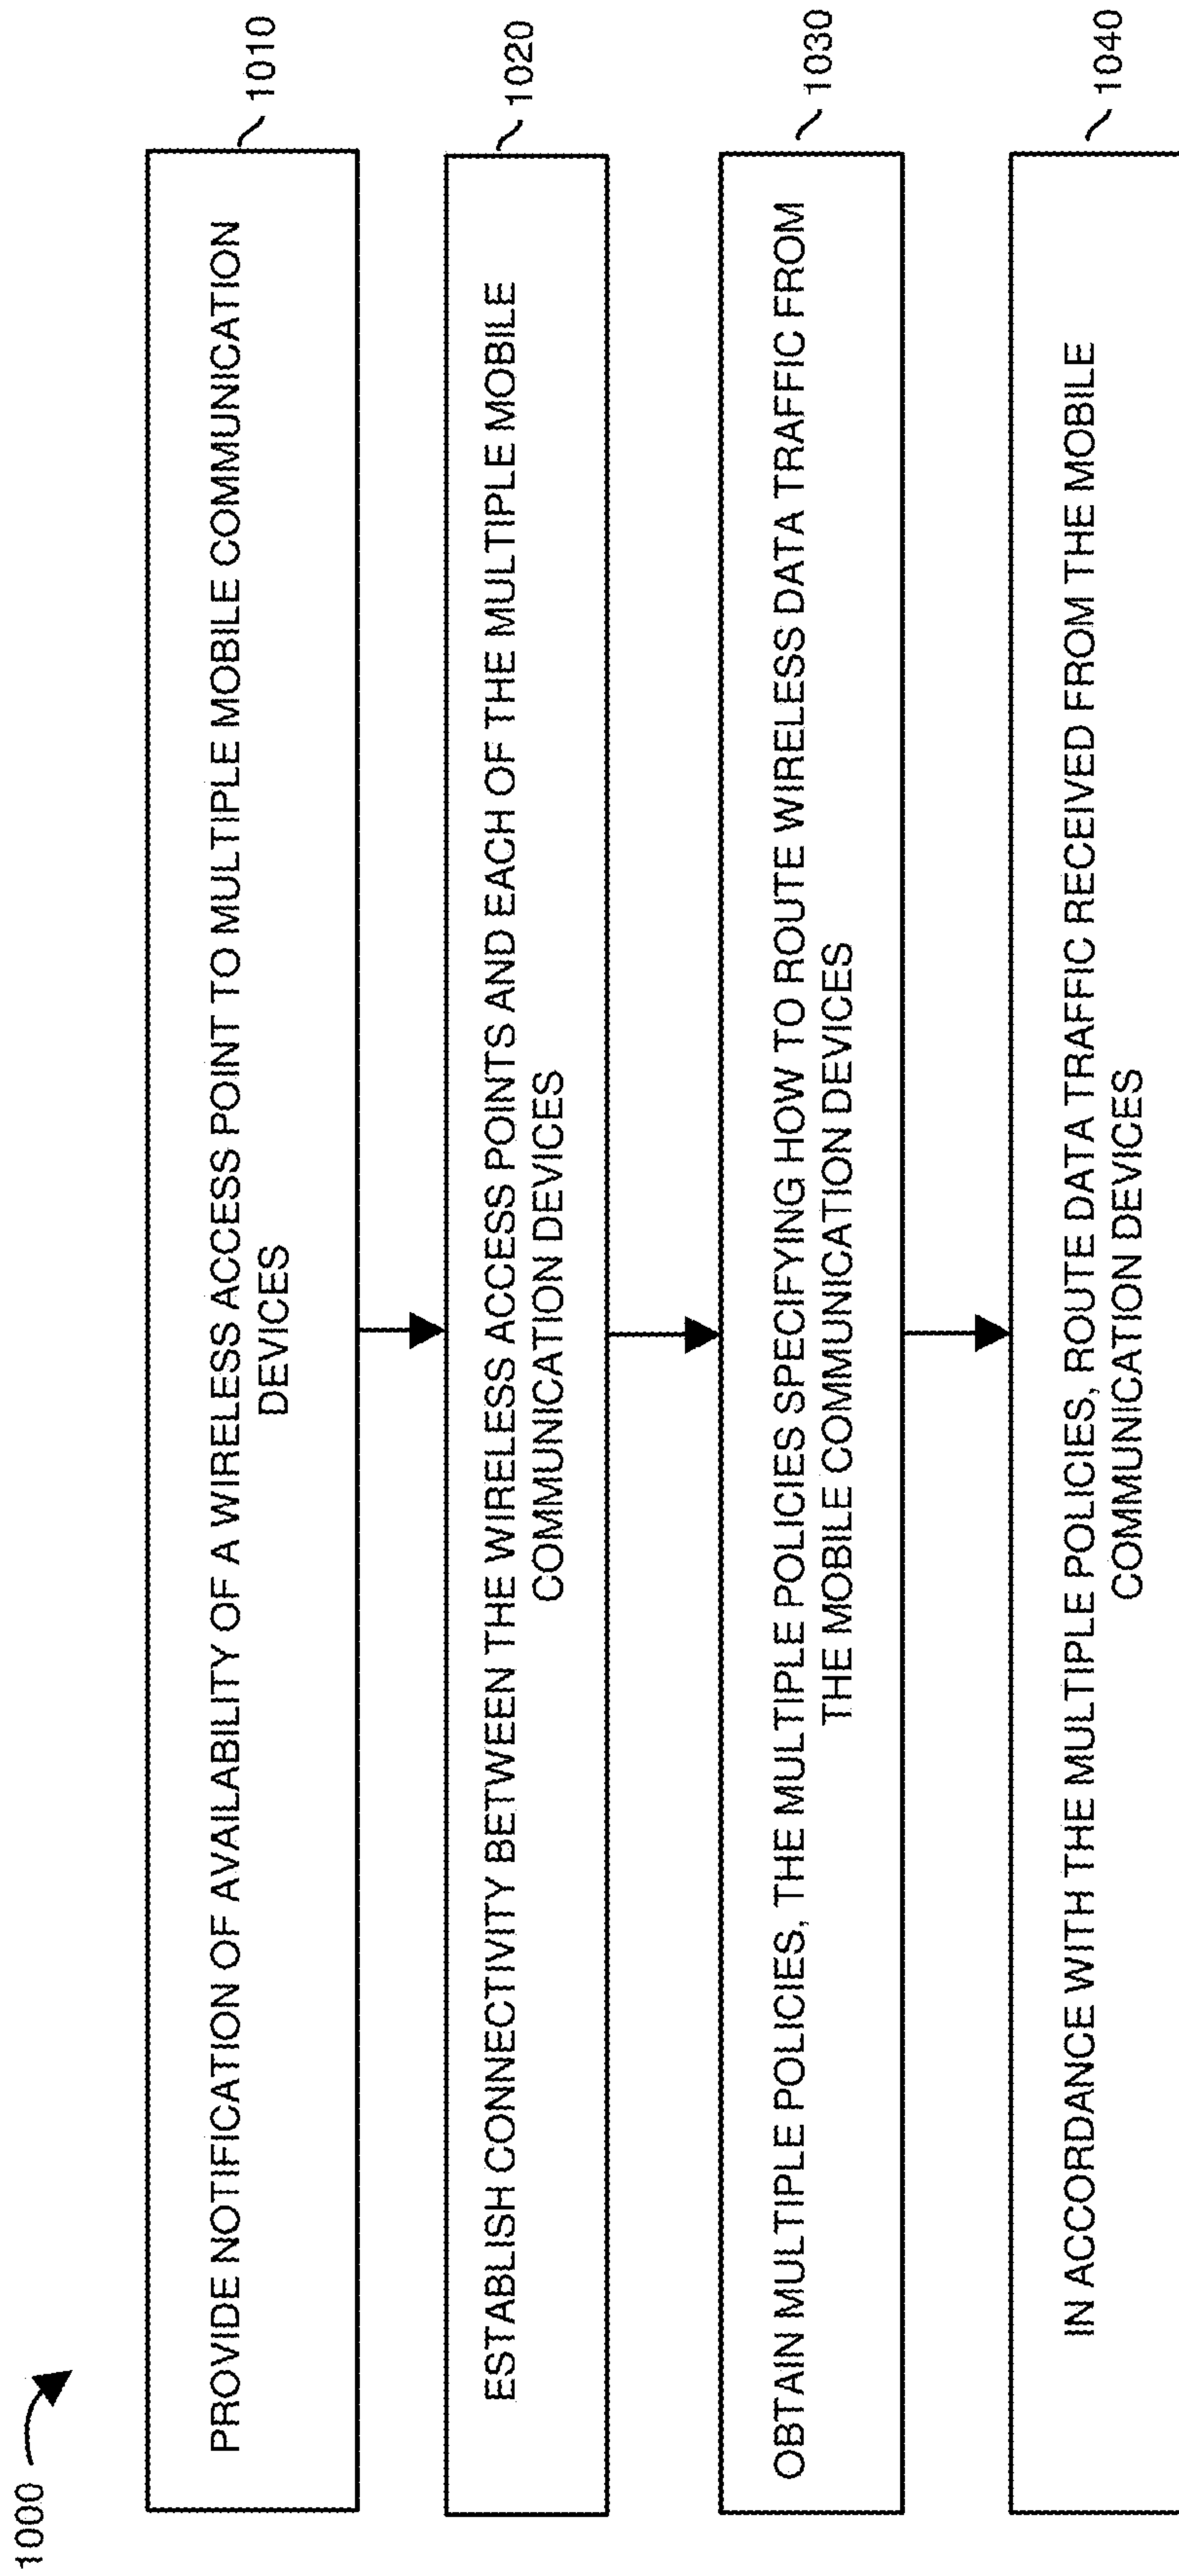 1000
PROVIDE NOTIFICATION OF AVAILABILITY OF A WIRELESS ACCESS POINT TO MULTIPLE MOBILE COMMUNICATION
DEVICES
1010
ESTABLISH CONNECTIVITY BETWEEN THE WIRELESS ACCESS POINTS AND EACH OF THE MULTIPLE MOBILE
COMMUNICATION DEVICES
1020
OBTAIN MULTIPLE POLICIES, THE MULTIPLE POLICIES SPECIFYING HOW TO ROUTE WIRELESS DATA TRAFFIC FROM
THE MOBILE COMMUNICATION DEVICES
1030
IN ACCORDANCE WITH THE MULTIPLE POLICIES, ROUTE DATA TRAFFIC RECEIVED FROM THE MOBILE
COMMUNICATION DEVICES
1040